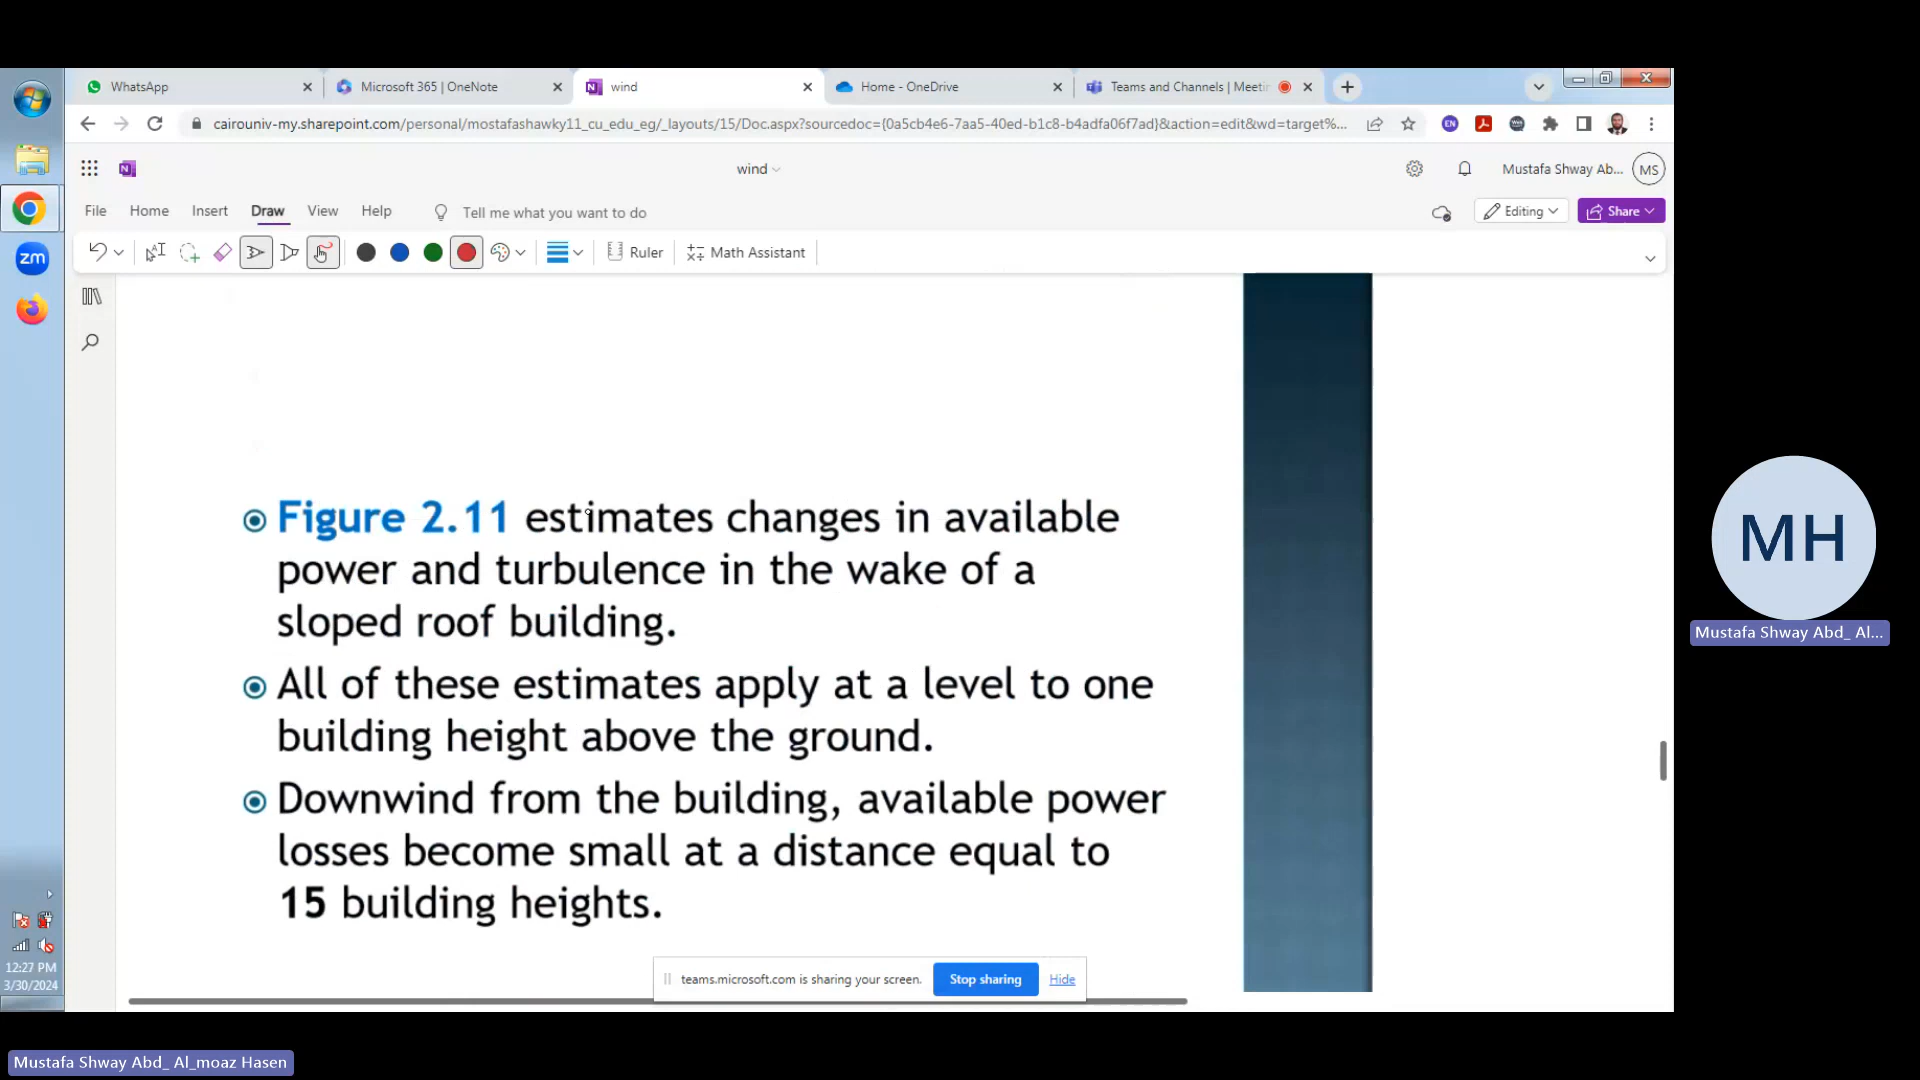 WhatsApp
Microsoft 365 | OneNote
wind
Home - OneDrive
Teams and Channels | Meetin
cairouniv-my.sharepoint.com/personal/mostafashawky11_cu_edu_eg/_layouts/15/Doc.aspx?sourcedoc={0a5cb4e6-7aa5-40ed-b1c8-b4adfa06f7ad}&action=edit&wd=target%...
EN
wind
Mustafa Shway Ab...
MS
File
Home
Insert
Draw
View
Help
Tell me what you want to do
Editing
Share
Ruler
Math Assistant
zm
Figure 2.11 estimates changes in available
power and turbulence in the wake of a
sloped roof building.
All of these estimates apply at a level to one
building height above the ground.
Downwind from the building, available power
losses become small at a distance equal to
15 building heights.
MH
Mustafa Shway Abd_ Al...
teams.microsoft.com is sharing your screen.
Stop sharing
Hide
12:27 PM
3/30/2024
Mustafa Shway Abd_ Al_moaz Hasen